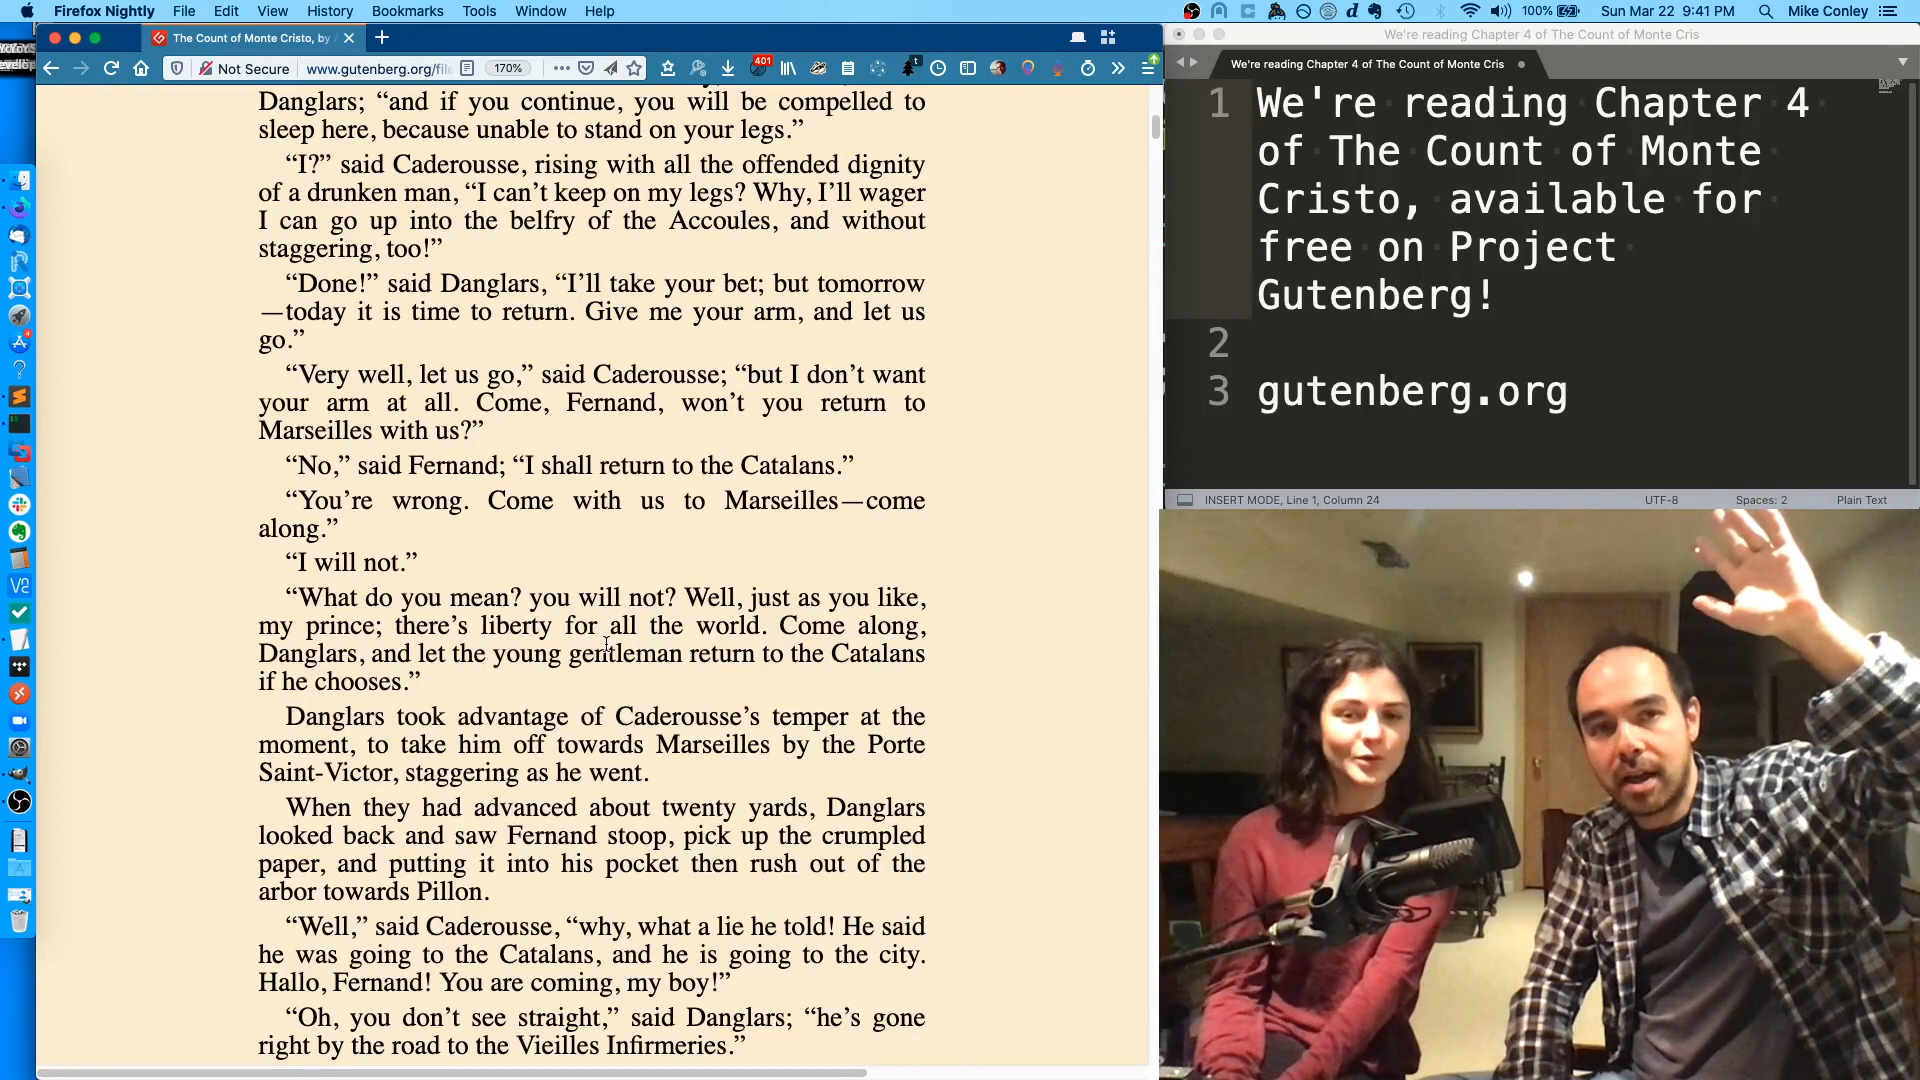 Firefox Nightly File Edit View History Bookmarks Tools Window Help
100% Sun Mar 22 9:41 PM Mike Conley
The Count of Monte Cristo, by
Not Secure www.gutenberg.org/file 170% 401
Danglars; “and if you continue, you will be compelled to
sleep here, because unable to stand on your legs.”
“I?” said Caderousse, rising with all the offended dignity
of a drunken man, “I can’t keep on my legs? Why, I’ll wager
I can go up into the belfry of the Accoules, and without
staggering, too!”
“Done!” said Danglars, “I’ll take your bet; but tomorrow
—today it is time to return. Give me your arm, and let us
go.”
“Very well, let us go,” said Caderousse; “but I don’t want
your arm at all. Come, Fernand, won’t you return to
Marseilles with us?”
“No,” said Fernand; “I shall return to the Catalans.”
“You’re wrong. Come with us to Marseilles—come
along.”
“I will not.”
“What do you mean? you will not? Well, just as you like,
my prince; there’s liberty for all the world. Come along,
Danglars, and let the young gentleman return to the Catalans
if he chooses.”
Danglars took advantage of Caderousse’s temper at the
moment, to take him off towards Marseilles by the Porte
Saint-Victor, staggering as he went.
When they had advanced about twenty yards, Danglars
looked back and saw Fernand stoop, pick up the crumpled
paper, and putting it into his pocket then rush out of the
arbor towards Pillon.
“Well,” said Caderousse, “why, what a lie he told! He said
he was going to the Catalans, and he is going to the city.
Hallo, Fernand! You are coming, my boy!”
“Oh, you don’t see straight,” said Danglars; “he’s gone
right by the road to the Vieilles Infirmeries.”
We're reading Chapter 4 of The Count of Monte Cris
We're reading Chapter 4 of The Count of Monte Cris
1 We're reading Chapter 4
of The Count of Monte
Cristo, available for
free on Project
Gutenberg!
2
3 gutenberg.org
INSERT MODE, Line 1, Column 24 UTF-8 Spaces: 2 Plain Text